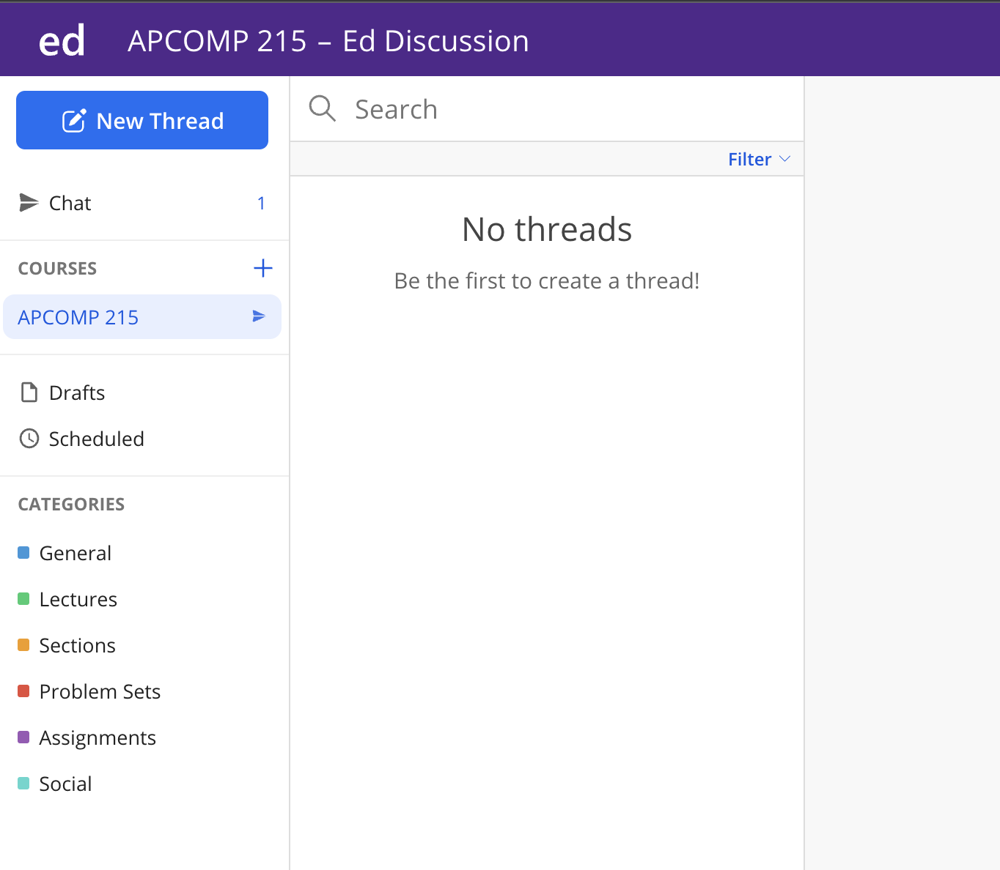 ed APCOMP 215 – Ed Discussion
New Thread
Chat 1
COURSES
APCOMP 215
Drafts
Scheduled
CATEGORIES
General
Lectures
Sections
Problem Sets
Assignments
Social
Search
Filter
No threads
Be the first to create a thread!